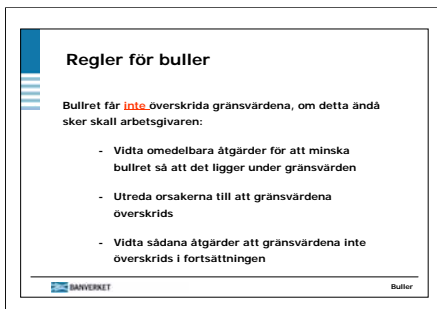 Regler för buller
Bullret får inte överskrida gränsvärdena, om detta ändå
sker skall arbetsgivaren:
- Vidta omedelbara åtgärder för att minska
bullret så att det ligger under gränsvärden
- Utreda orsakerna till att gränsvärdena
överskrids
- Vidta sådana åtgärder att gränsvärdena inte
överskrids i fortsättningen
BANVERKET
Buller